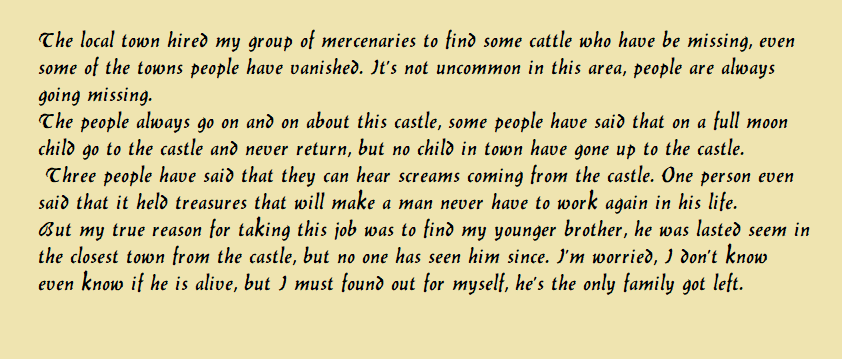 The local town hired my group of mercenaries to find some cattle who have be missing, even
some of the towns people have vanished. It's not uncommon in this area, people are always
going missing.
The people always go on and on about this castle, some people have said that on a full moon
child go to the castle and never return, but no child in town have gone up to the castle.
Three people have said that they can hear screams coming from the castle. One person even
said that it held treasures that will make a man never have to work again in his life.
But my true reason for taking this job was to find my younger brother, he was lasted seem in
the closest town from the castle, but no one has seen him since. I'm worried, I don't know
even know if he is alive, but I must found out for myself, he's the only family got left.